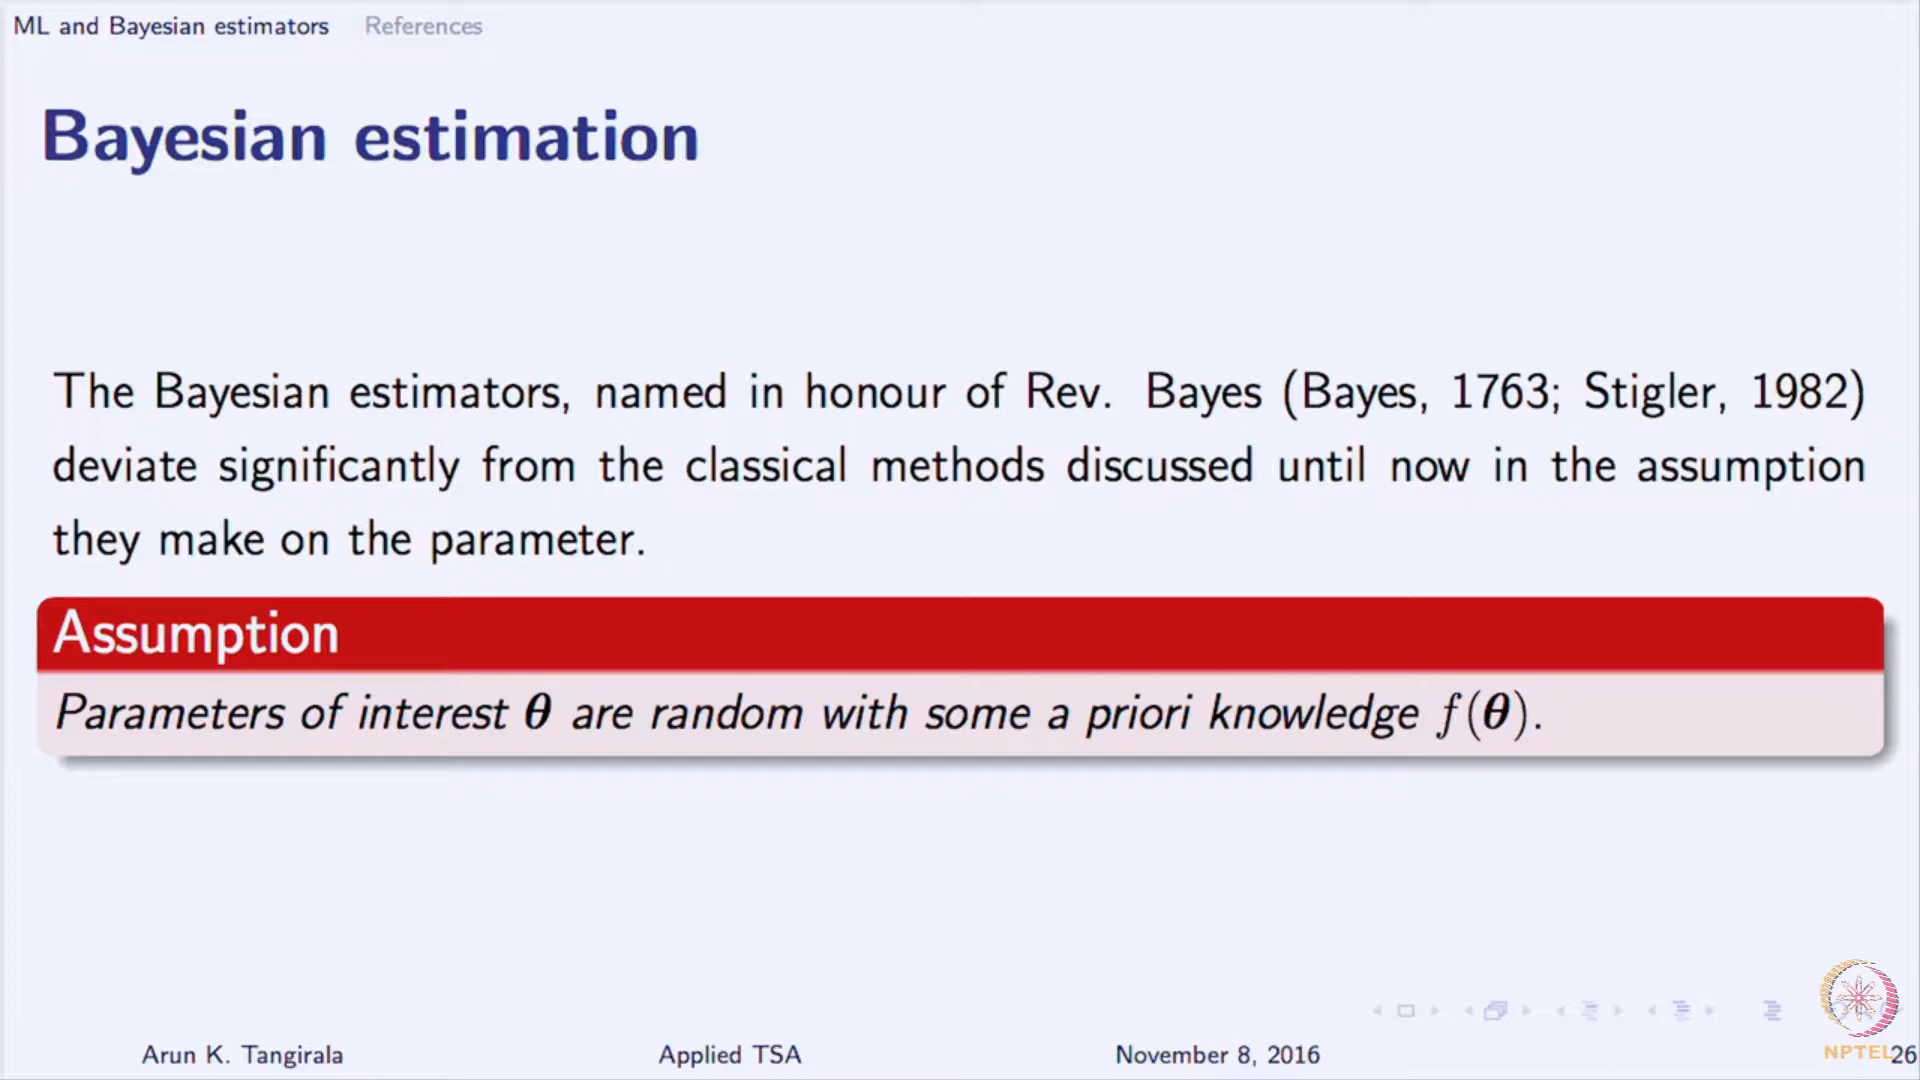 ML and Bayesian estimators References
Bayesian estimation
The Bayesian estimators, named in honour of Rev. Bayes (Bayes, 1763; Stigler, 1982)
deviate significantly from the classical methods discussed until now in the assumption
they make on the parameter.
Assumption
Parameters of interest θ are random with some a priori knowledge f(θ).
Arun K. Tangirala Applied TSA November 8, 2016 NPTEL 26